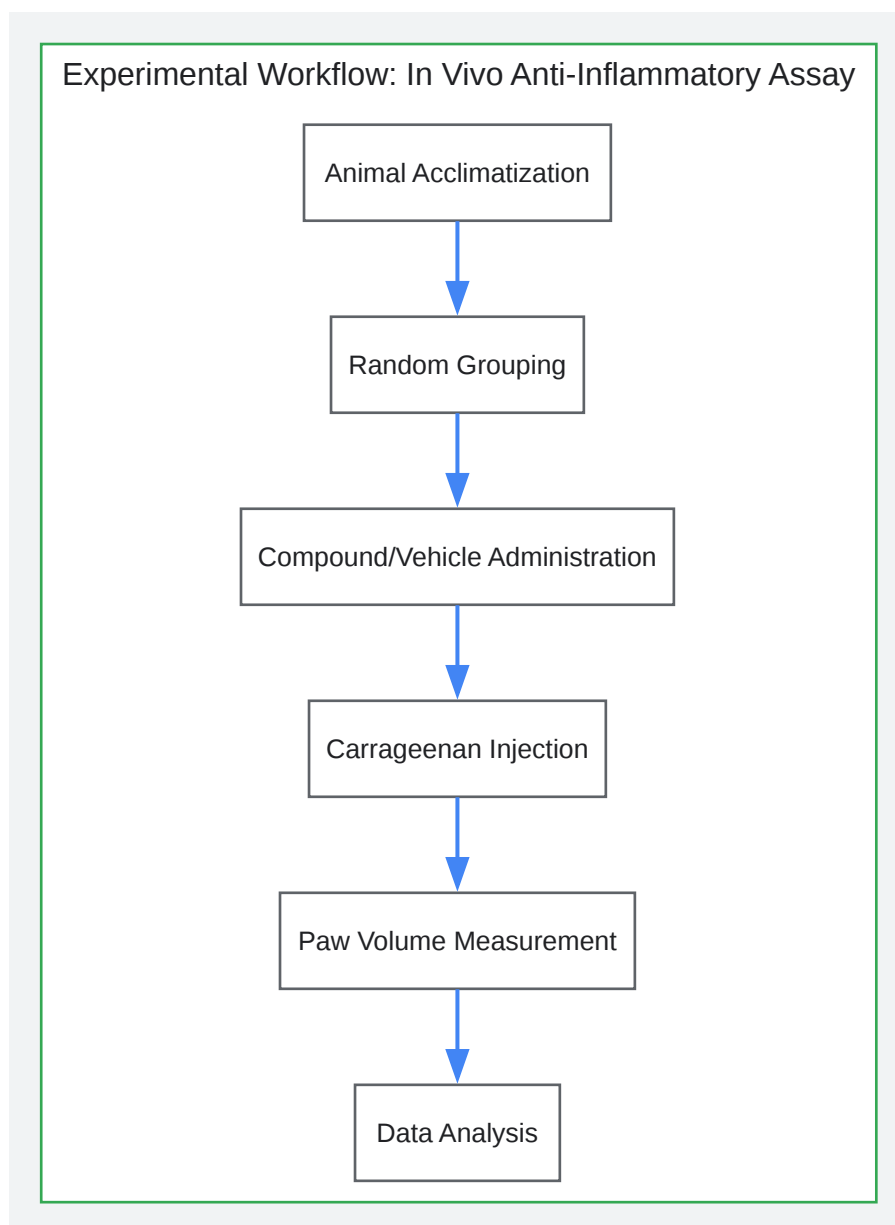 Experimental Workflow: In Vivo Anti-Inflammatory Assay
Animal Acclimatization
Random Grouping
Compound/Vehicle Administration
Carrageenan Injection
Paw Volume Measurement
Data Analysis